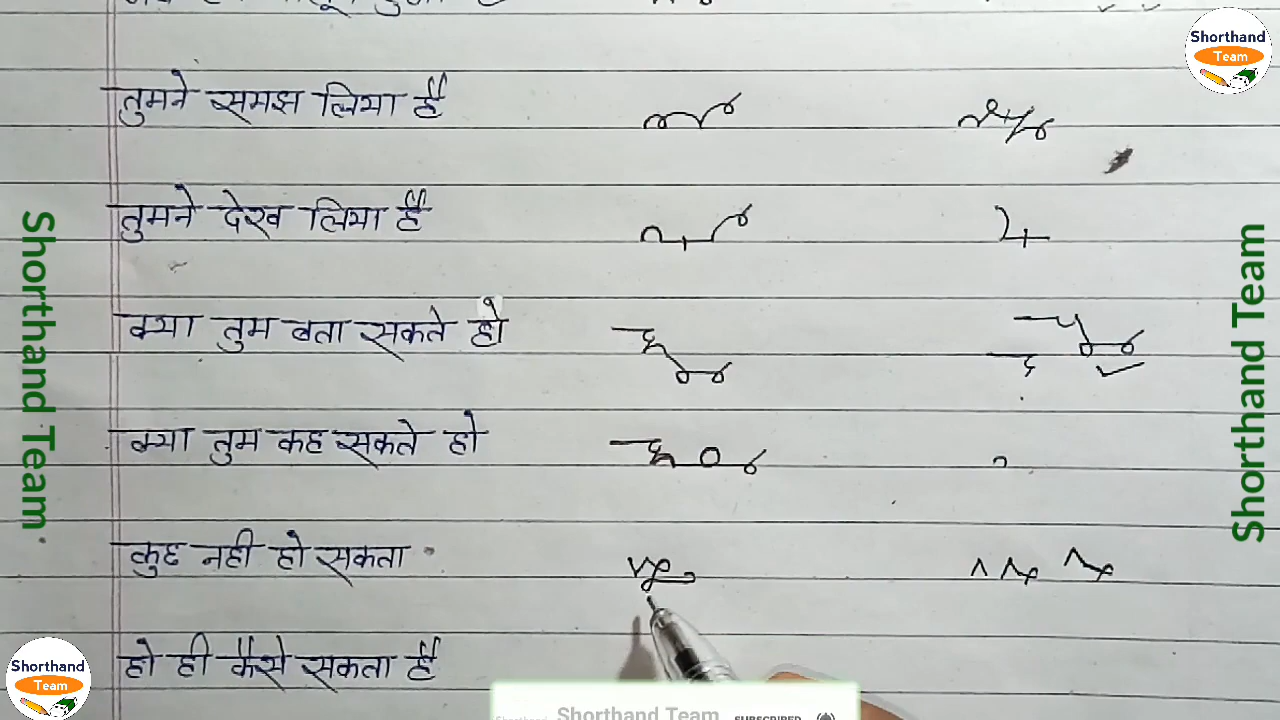 Shorthand
Team
तुमने समझ लिया है
तुमने देख लिया है
क्या तुम बता सकते हो
क्या तुम कह सकते हो
कुछ नही हो सकता
हो ही कैसे सकता है
Shorthand Team
Shorthand Team
Shorthand
Team
Shorthand Team SUBSCRIBED